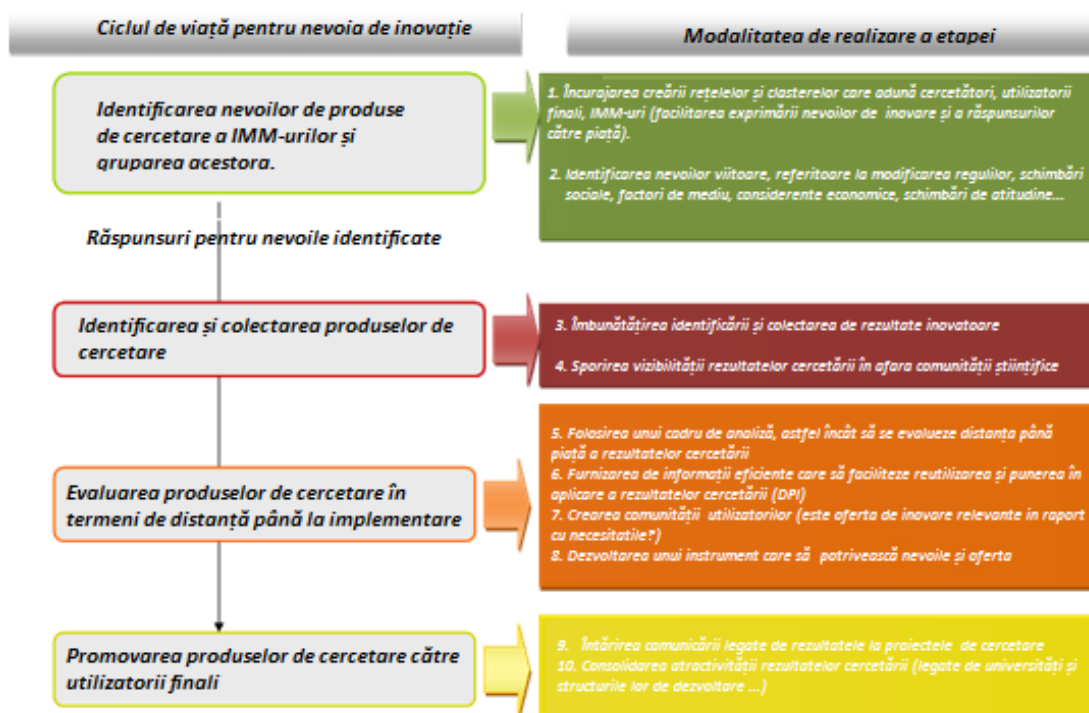 Ciclul de viață pentru nevoia de inovație
Modalitatea de realizare a etapei
Identificarea nevoilor de produse
de cercetare a IMM-urilor și
gruparea acestora.
1. Încurajarea creării rețelelor și clasterelor care adună cercetători, utilizatorii
finali, IMM-uri (facilitarea exprimării nevoilor de inovare și a răspunsurilor
către piață).
2. Identificarea nevoilor viitoare, referitoare la modificarea regulilor, schimbări
sociale, factori de mediu, considerente economice, schimbări de atitudine...
Răspunsuri pentru nevoile identificate
Identificarea și colectarea produselor de
cercetare
3. Îmbunătățirea identificării și colectarea de rezultate inovatoare
4. Sporirea vizibilității rezultatelor cercetării în afara comunității științifice
Evaluarea produselor de cercetare în
termeni de distanță până la implementare
5. Folosirea unui cadru de analiză, astfel încât să se evalueze distanța până
piață a rezultatelor cercetării
6. Furnizarea de informații eficiente care să faciliteze reutilizarea și punerea în
aplicare a rezultatelor cercetării (DPI)
7. Crearea comunității utilizatorilor (este oferta de inovare relevante in raport
cu necesitatile?)
8. Dezvoltarea unui instrument care să potrivească nevoile și oferta
Promovarea produselor de cercetare către
utilizatorii finali
9. Întărirea comunicării legate de rezultatele la proiectele de cercetare
10. Consolidarea atractivității rezultatelor cercetării (legate de universități și
structurile lor de dezvoltare ...)